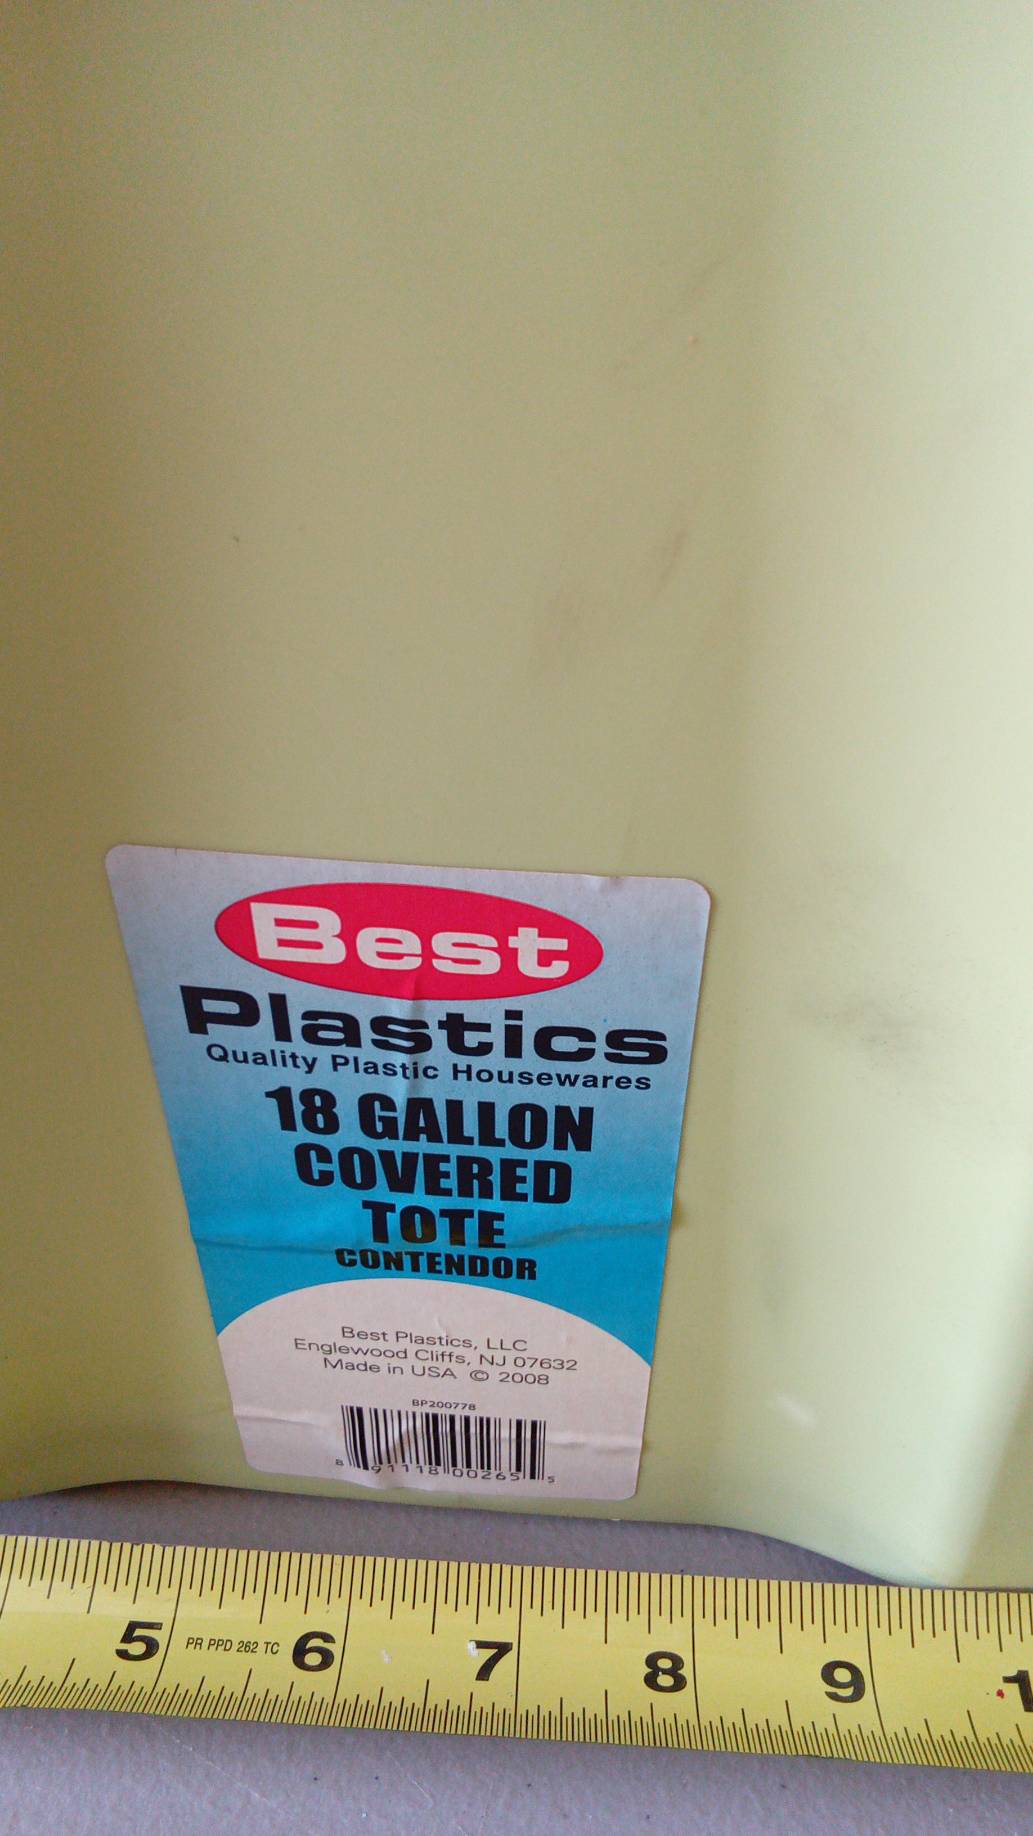 Best
Plastics
Quality Plastic Housewares
18 GALLON
COVERED
TOTE
CONTENDOR
Best Plastics, LLC
Englewood Cliffs, NJ 07632
Made in USA © 2008
BP200778
8 91118 00265 5
5 PR PPD 262 TC 6 7 8 9 1